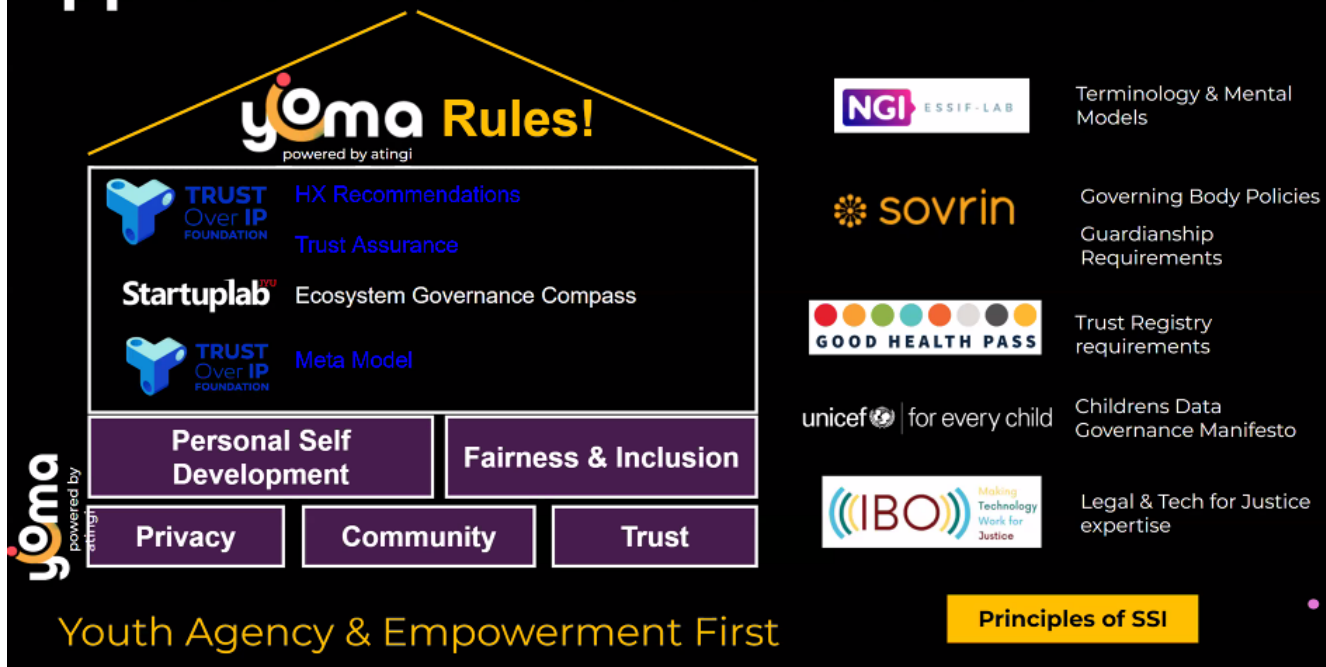 yoma Rules!
powered by atingi
TRUST
Over IP
FOUNDATION
HX Recommendations
Trust Assurance
Startuplab JYU
Ecosystem Governance Compass
TRUST
Over IP
FOUNDATION
Meta Model
Personal Self
Development
Fairness & Inclusion
Privacy
Community
Trust
yoma
powered by
atingi
Youth Agency & Empowerment First
NGI ESSIF-LAB
Terminology & Mental
Models
sovrin
Governing Body Policies
Guardianship
Requirements
GOOD HEALTH PASS
Trust Registry
requirements
unicef for every child
Childrens Data
Governance Manifesto
((IBO))
Making
Technology
Work for
Justice
Legal & Tech for Justice
expertise
Principles of SSI